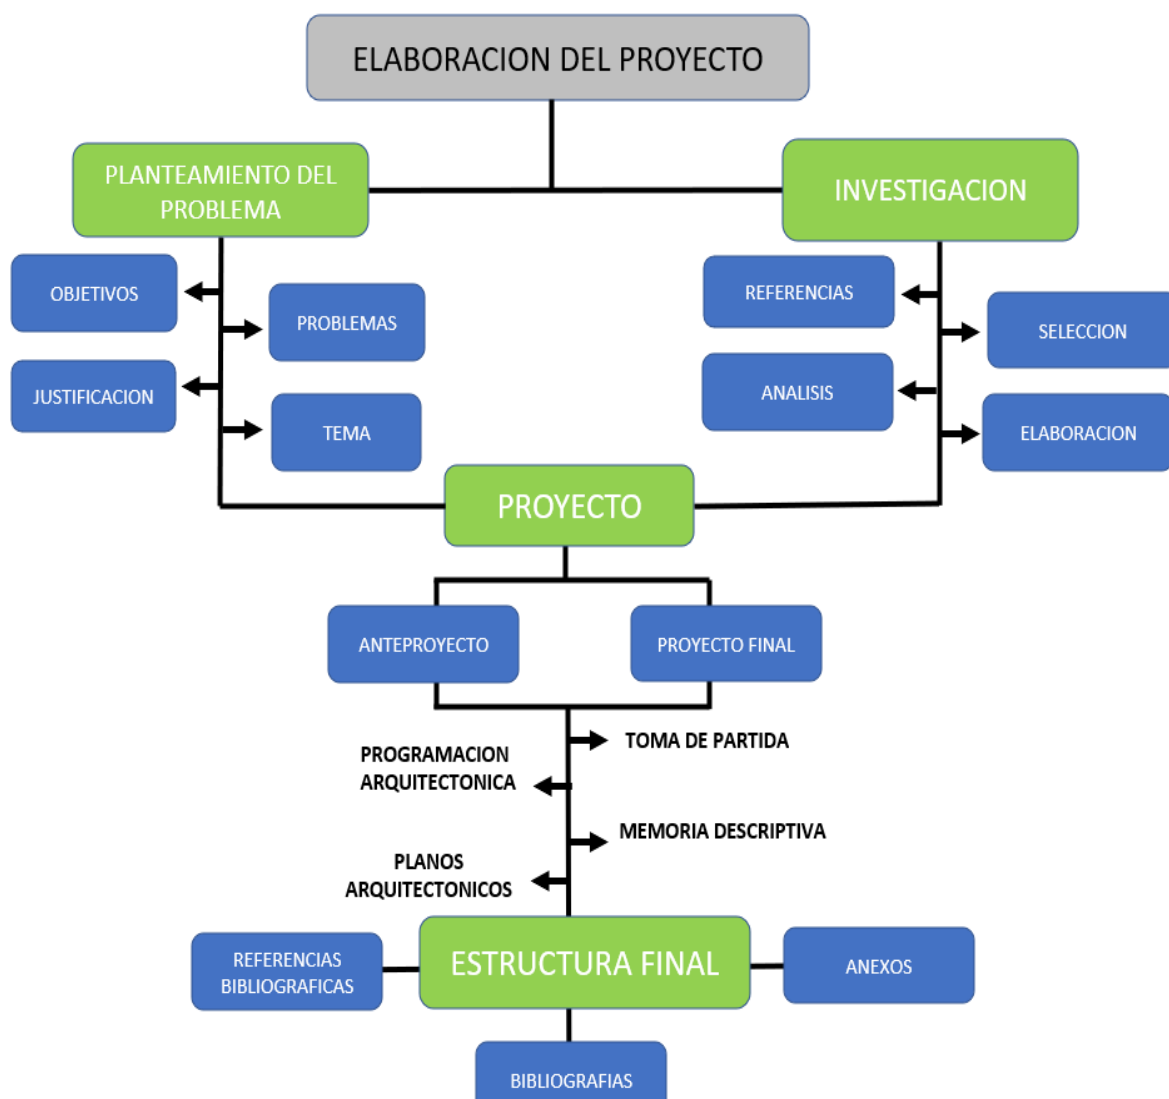 ELABORACION DEL PROYECTO
PLANTEAMIENTO DEL
PROBLEMA
INVESTIGACION
OBJETIVOS
PROBLEMAS
JUSTIFICACION
TEMA
REFERENCIAS
SELECCION
ANALISIS
ELABORACION
PROYECTO
ANTEPROYECTO
PROYECTO FINAL
TOMA DE PARTIDA
PROGRAMACION
ARQUITECTONICA
MEMORIA DESCRIPTIVA
PLANOS
ARQUITECTONICOS
ESTRUCTURA FINAL
REFERENCIAS
BIBLIOGRAFICAS
ANEXOS
BIBLIOGRAFIAS